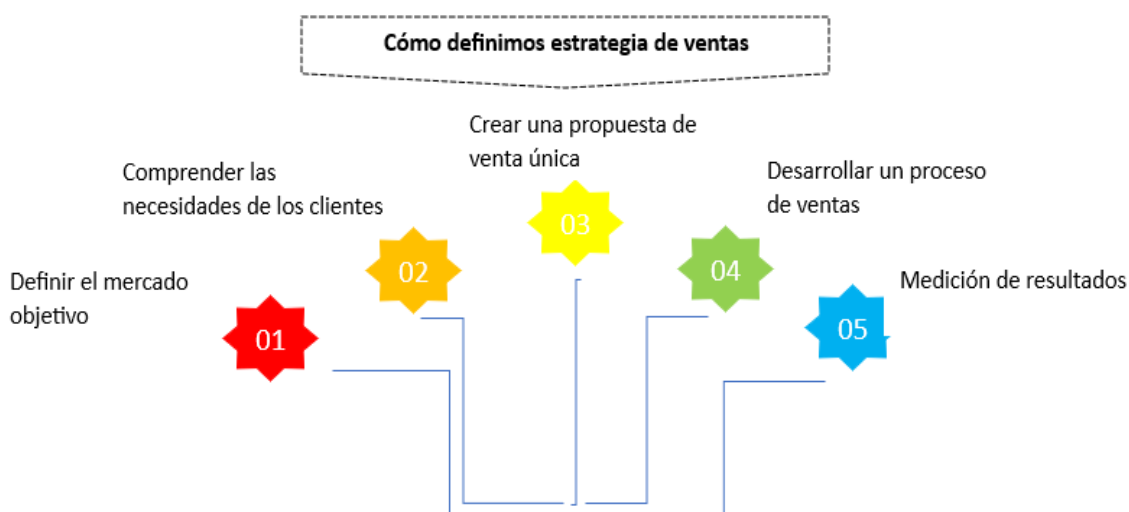 Cómo definimos estrategia de ventas
Definir el mercado
objetivo
01
Comprender las
necesidades de los clientes
02
Crear una propuesta de
venta única
03
Desarrollar un proceso
de ventas
04
Medición de resultados
05